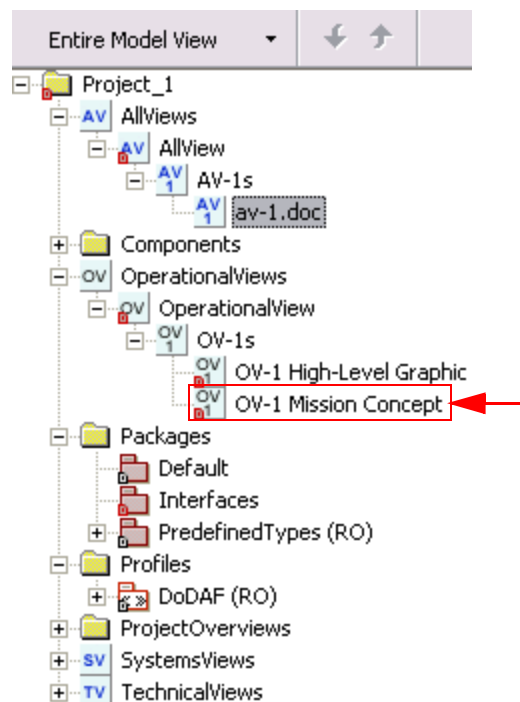 Entire Model View
Project_1
AV AllViews
AV AllView
AV 1 AV-1s
AV 1 av-1.doc
Components
OV OperationalViews
OV OperationalView
OV 1 OV-1s
OV 1 OV-1 High-Level Graphic
OV 1 OV-1 Mission Concept
Packages
Default
Interfaces
PredefinedTypes (RO)
Profiles
« » DoDAF (RO)
ProjectOverviews
SV SystemsViews
TV TechnicalViews